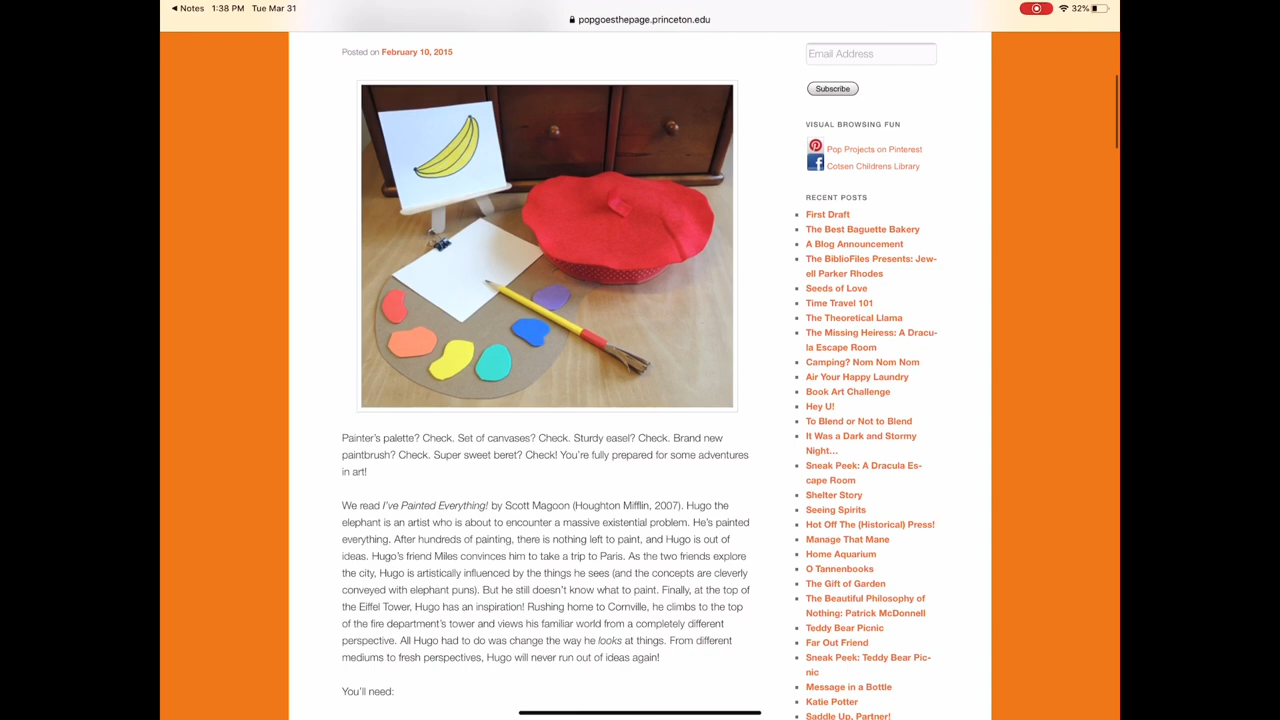 Notes 1:38 PM Tue Mar 31
popgoesthepage.princeton.edu
32%
Posted on February 10, 2015
Painter's palette? Check. Set of canvases? Check. Sturdy easel? Check. Brand new
paintbrush? Check. Super sweet beret? Check! You're fully prepared for some adventures
in art!
We read I've Painted Everything! by Scott Magoon (Houghton Mifflin, 2007). Hugo the
elephant is an artist who is about to encounter a massive existential problem. He's painted
everything. After hundreds of painting, there is nothing left to paint, and Hugo is out of
ideas. Hugo's friend Miles convinces him to take a trip to Paris. As the two friends explore
the city, Hugo is artistically influenced by the things he sees (and the concepts are cleverly
conveyed with elephant puns). But he still doesn't know what to paint. Finally, at the top of
the Eiffel Tower, Hugo has an inspiration! Rushing home to Cornville, he climbs to the top
of the fire department's tower and views his familiar world from a completely different
perspective. All Hugo had to do was change the way he looks at things. From different
mediums to fresh perspectives, Hugo will never run out of ideas again!
You'll need:
Email Address
Subscribe
VISUAL BROWSING FUN
Pop Projects on Pinterest
Cotsen Childrens Library
RECENT POSTS
First Draft
The Best Baguette Bakery
A Blog Announcement
The BiblioFiles Presents: Jew-
ell Parker Rhodes
Seeds of Love
Time Travel 101
The Theoretical Llama
The Missing Heiress: A Dracu-
la Escape Room
Camping? Nom Nom Nom
Air Your Happy Laundry
Book Art Challenge
Hey U!
To Blend or Not to Blend
It Was a Dark and Stormy
Night…
Sneak Peek: A Dracula Es-
cape Room
Shelter Story
Seeing Spirits
Hot Off The (Historical) Press!
Manage That Mane
Home Aquarium
O Tannenbooks
The Gift of Garden
The Beautiful Philosophy of
Nothing: Patrick McDonnell
Teddy Bear Picnic
Far Out Friend
Sneak Peek: Teddy Bear Pic-
nic
Message in a Bottle
Katie Potter
Saddle Up, Partner!